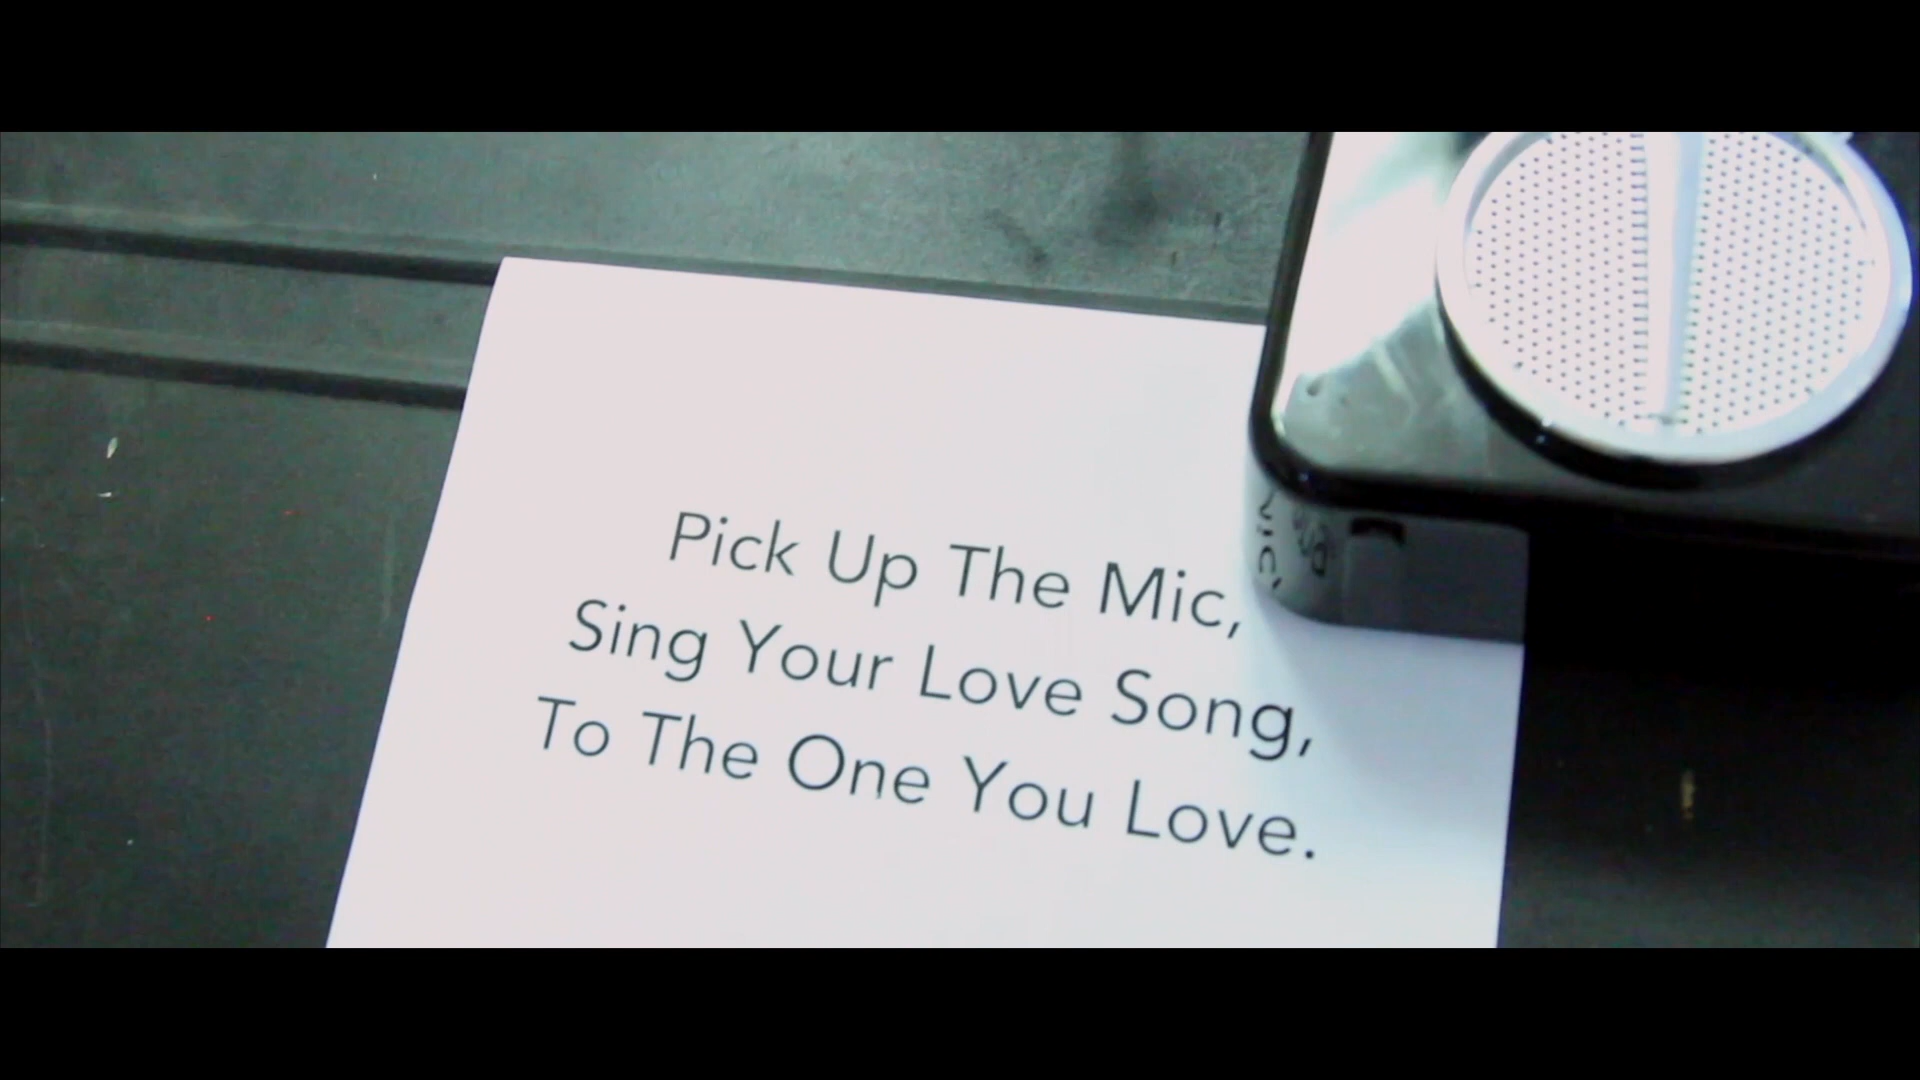 Pick Up The Mic,
Sing Your Love Song,
To The One You Love.